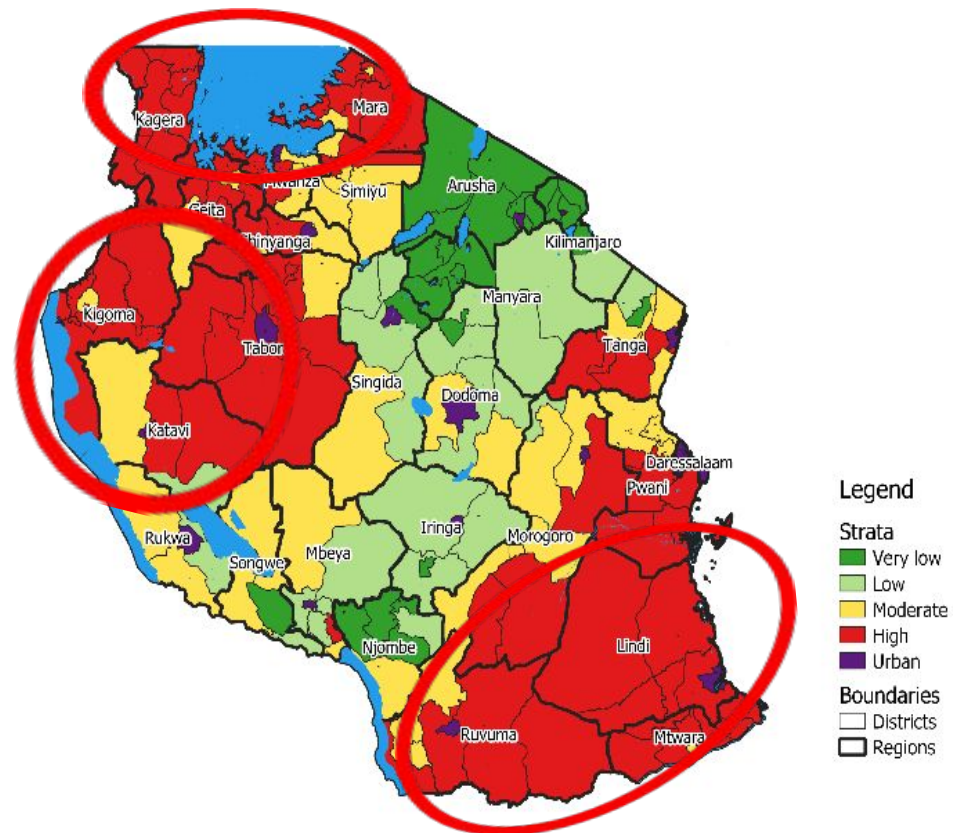 Kagera
Mara
Mwanza
Simiyu
Arusha
Geita
Shinyanga
Kilimanjaro
Manyara
Kigoma
Tabor
Tanga
Singida
Dodoma
Katavi
Daressalaam
Pwani
Iringa
Morogoro
Rukwa
Mbeya
Songwe
Njombe
Lindi
Ruvuma
Mtwara
Legend
Strata
Very low
Low
Moderate
High
Urban
Boundaries
Districts
Regions